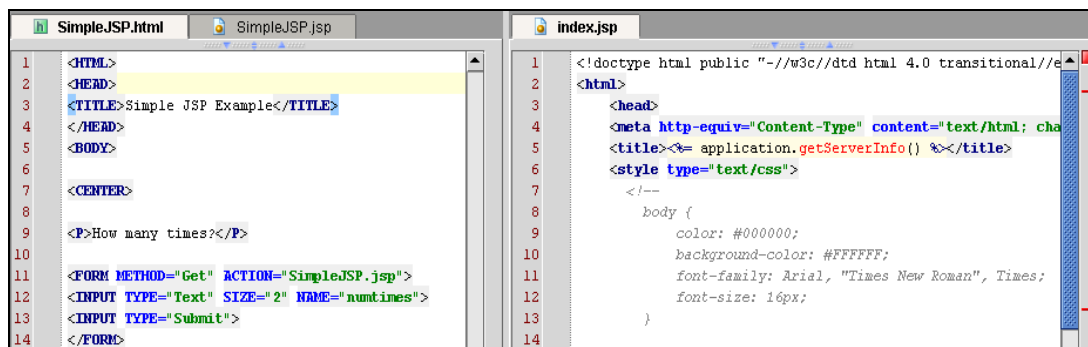 SimpleJSP.html
SimpleJSP.jsp
1 <HTML>
2 <HEAD>
3 <TITLE>Simple JSP Example</TITLE>
4 </HEAD>
5 <BODY>
6
7 <CENTER>
8
9 <P>How many times?</P>
10
11 <FORM METHOD="Get" ACTION="SimpleJSP.jsp">
12 <INPUT TYPE="Text" SIZE="2" NAME="numtimes">
13 <INPUT TYPE="Submit">
14 </FORM>
index.jsp
1 <!doctype html public "-//w3c//dtd html 4.0 transitional//e
2 <html>
3 <head>
4 <meta http-equiv="Content-Type" content="text/html; cha
5 <title><%= application.getServerInfo() %></title>
6 <style type="text/css">
7 <!--
8 body {
9 color: #000000;
10 background-color: #FFFFFF;
11 font-family: Arial, "Times New Roman", Times;
12 font-size: 16px;
13 }
14